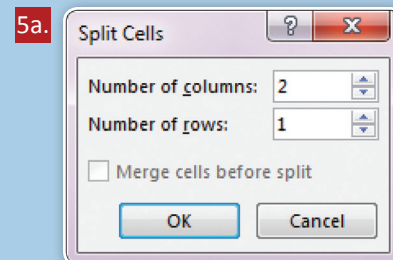 5a.
Split Cells
?
Number of columns: 2
Number of rows: 1
Merge cells before split
OK Cancel